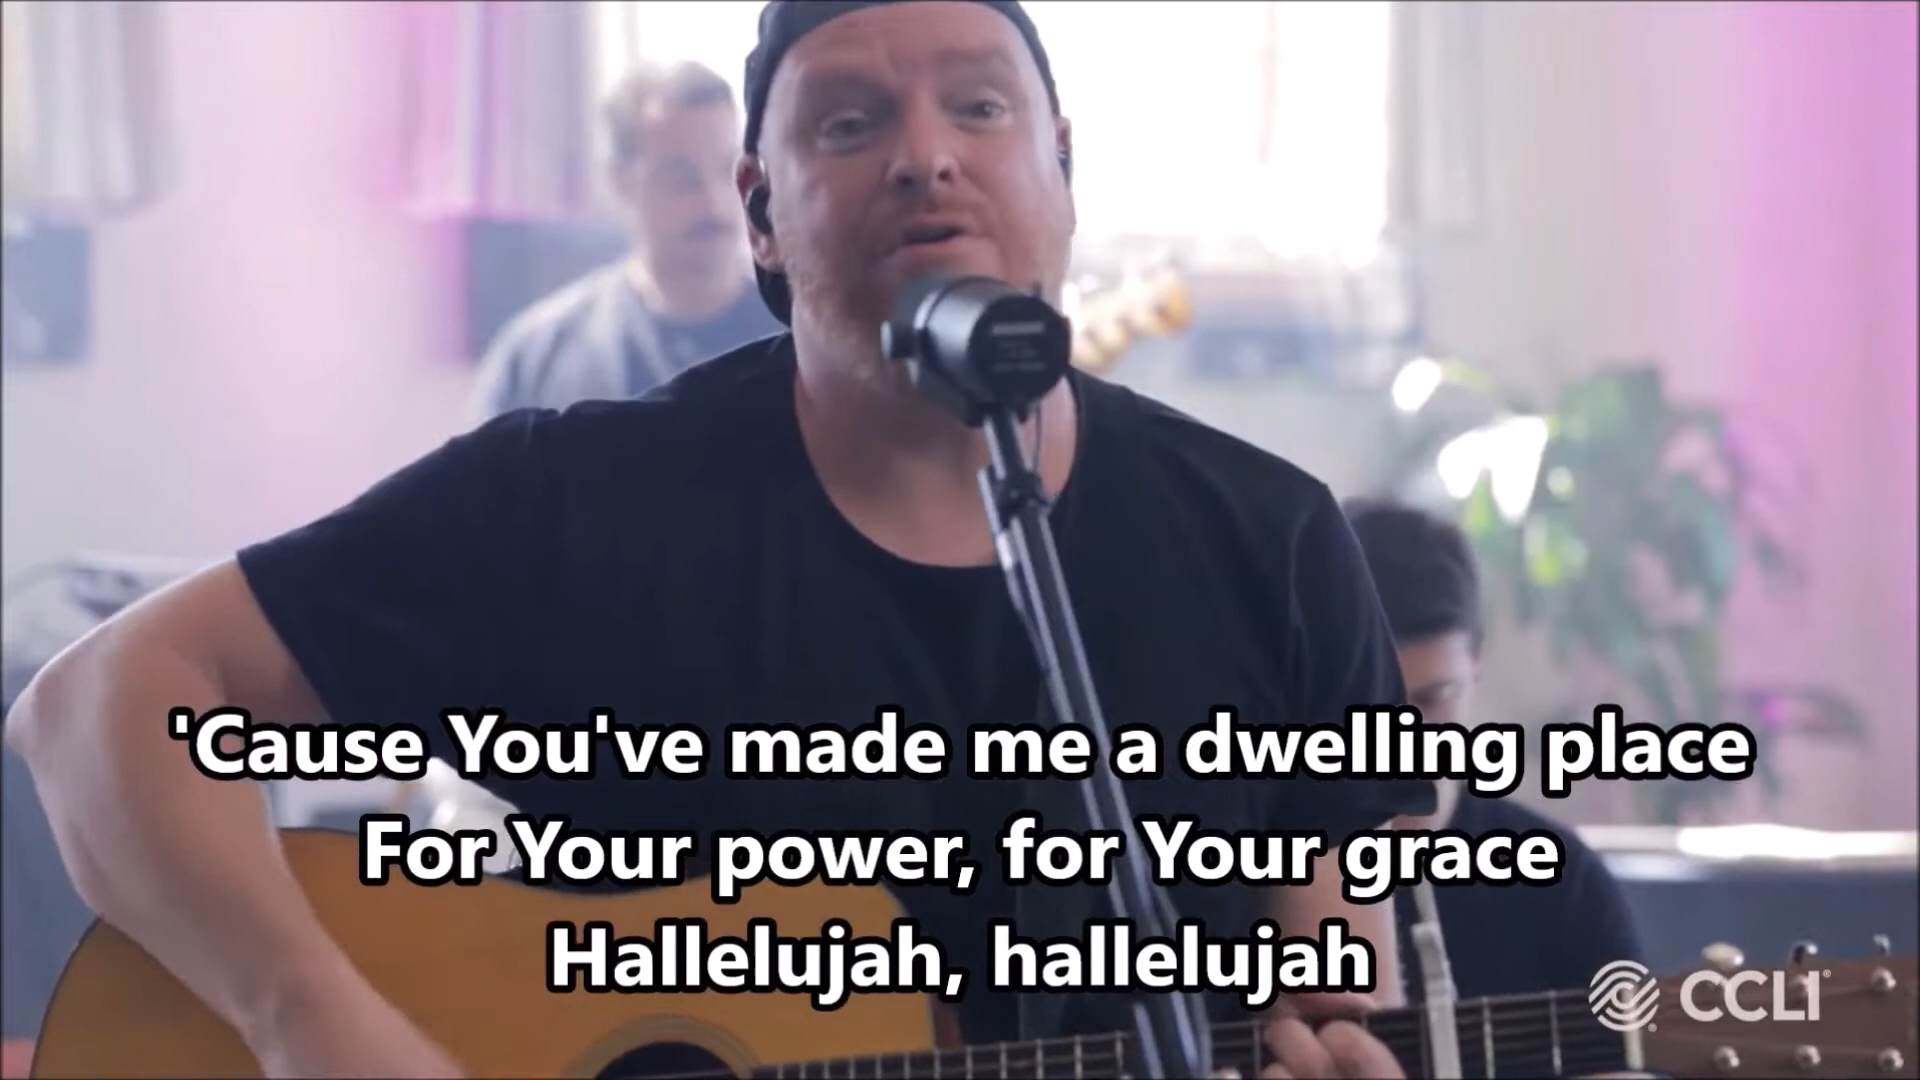 'Cause You've made me a dwelling place
For Your power, for Your grace
Hallelujah, hallelujah
CCLI